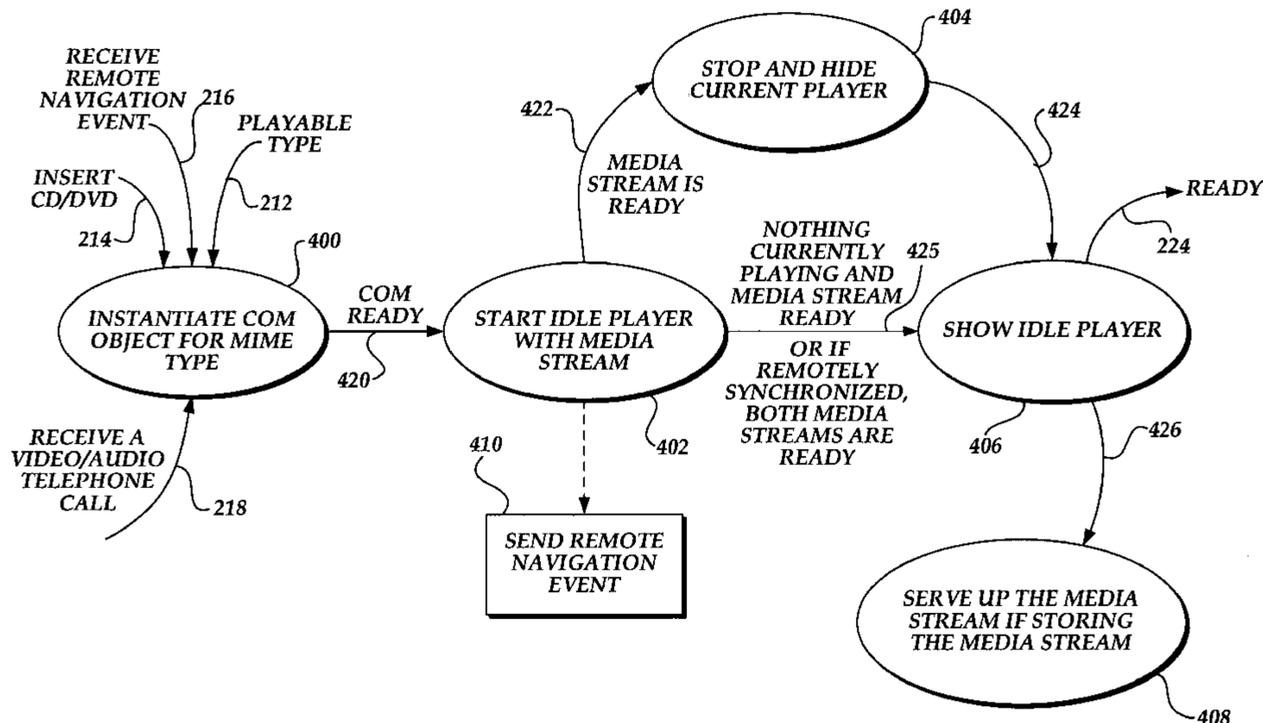 RECEIVE
REMOTE
NAVIGATION
EVENT
216
PLAYABLE
TYPE
212
INSERT
CD/DVD
214
400
INSTANTIATE COM
OBJECT FOR MIME
TYPE
RECEIVE A
VIDEO/AUDIO
TELEPHONE
CALL
218
COM
READY
420
START IDLE PLAYER
WITH MEDIA
STREAM
402
410
SEND REMOTE
NAVIGATION
EVENT
422
MEDIA
STREAM IS
READY
STOP AND HIDE
CURRENT PLAYER
404
424
NOTHING
CURRENTLY
PLAYING AND
MEDIA STREAM
READY
425
OR IF
REMOTELY
SYNCHRONIZED,
BOTH MEDIA
STREAMS ARE
READY
READY
224
SHOW IDLE PLAYER
406
426
SERVE UP THE MEDIA
STREAM IF STORING
THE MEDIA STREAM
408